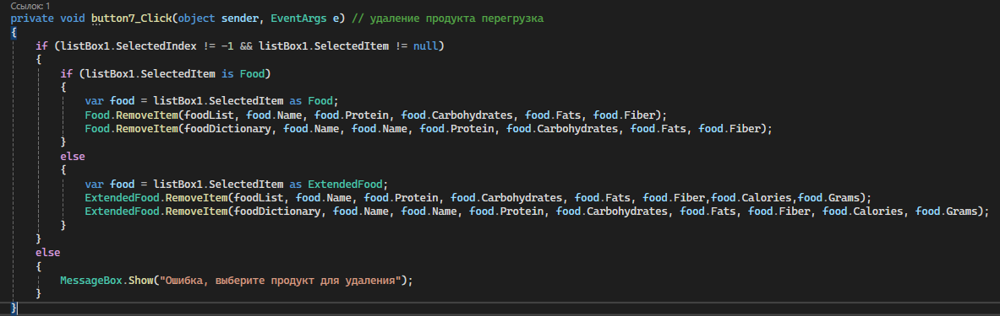 Ссылок: 1
private void button7_Click(object sender, EventArgs e) // удаление продукта перегрузка
{
if (listBox1.SelectedIndex != -1 && listBox1.SelectedItem != null)
{
if (listBox1.SelectedItem is Food)
{
var food = listBox1.SelectedItem as Food;
Food.RemoveItem(foodList, food.Name, food.Protein, food.Carbohydrates, food.Fats, food.Fiber);
Food.RemoveItem(foodDictionary, food.Name, food.Name, food.Protein, food.Carbohydrates, food.Fats, food.Fiber);
}
else
{
var food = listBox1.SelectedItem as ExtendedFood;
ExtendedFood.RemoveItem(foodList, food.Name, food.Protein, food.Carbohydrates, food.Fats, food.Fiber,food.Calories,food.Grams);
ExtendedFood.RemoveItem(foodDictionary, food.Name, food.Name, food.Protein, food.Carbohydrates, food.Fats, food.Fiber, food.Calories, food.Grams);
}
}
else
{
MessageBox.Show("Ошибка, выберите продукт для удаления");
}
}